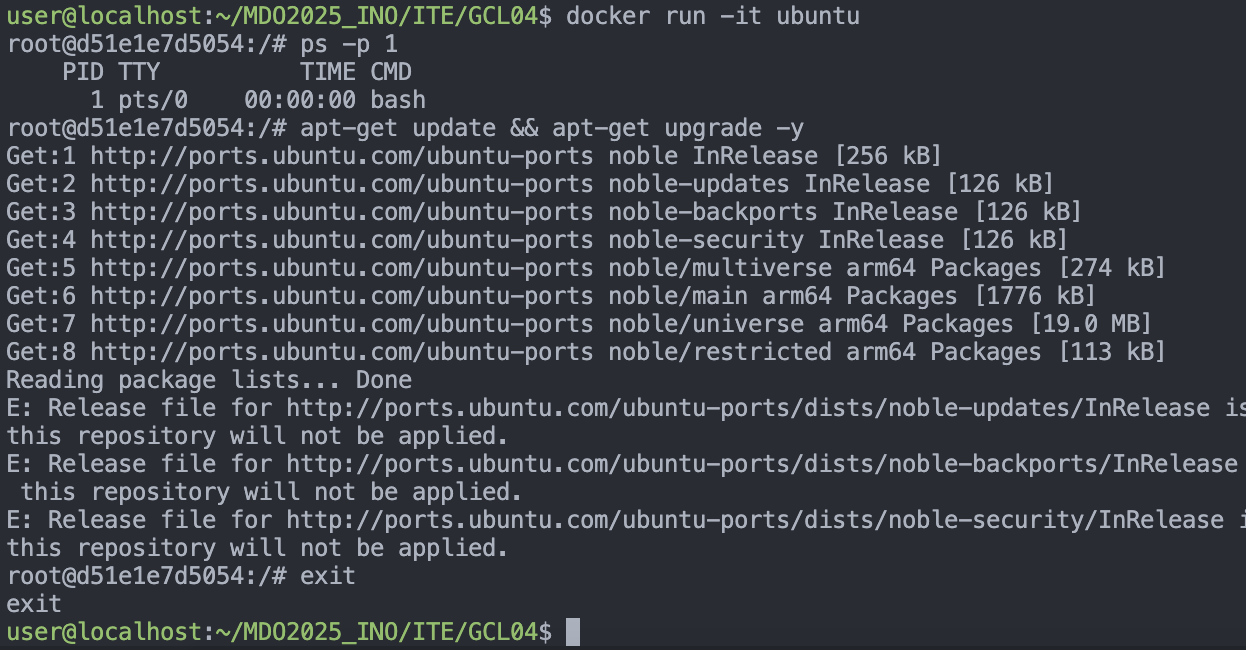 user@localhost:~/MDO2025_INO/ITE/GCL04$ docker run -it ubuntu
root@d51e1e7d5054:/# ps -p 1
    PID TTY          TIME CMD
      1 pts/0    00:00:00 bash
root@d51e1e7d5054:/# apt-get update && apt-get upgrade -y
Get:1 http://ports.ubuntu.com/ubuntu-ports noble InRelease [256 kB]
Get:2 http://ports.ubuntu.com/ubuntu-ports noble-updates InRelease [126 kB]
Get:3 http://ports.ubuntu.com/ubuntu-ports noble-backports InRelease [126 kB]
Get:4 http://ports.ubuntu.com/ubuntu-ports noble-security InRelease [126 kB]
Get:5 http://ports.ubuntu.com/ubuntu-ports noble/multiverse arm64 Packages [274 kB]
Get:6 http://ports.ubuntu.com/ubuntu-ports noble/main arm64 Packages [1776 kB]
Get:7 http://ports.ubuntu.com/ubuntu-ports noble/universe arm64 Packages [19.0 MB]
Get:8 http://ports.ubuntu.com/ubuntu-ports noble/restricted arm64 Packages [113 kB]
Reading package lists... Done
E: Release file for http://ports.ubuntu.com/ubuntu-ports/dists/noble-updates/InRelease is
this repository will not be applied.
E: Release file for http://ports.ubuntu.com/ubuntu-ports/dists/noble-backports/InRelease
 this repository will not be applied.
E: Release file for http://ports.ubuntu.com/ubuntu-ports/dists/noble-security/InRelease i
this repository will not be applied.
root@d51e1e7d5054:/# exit
exit
user@localhost:~/MDO2025_INO/ITE/GCL04$